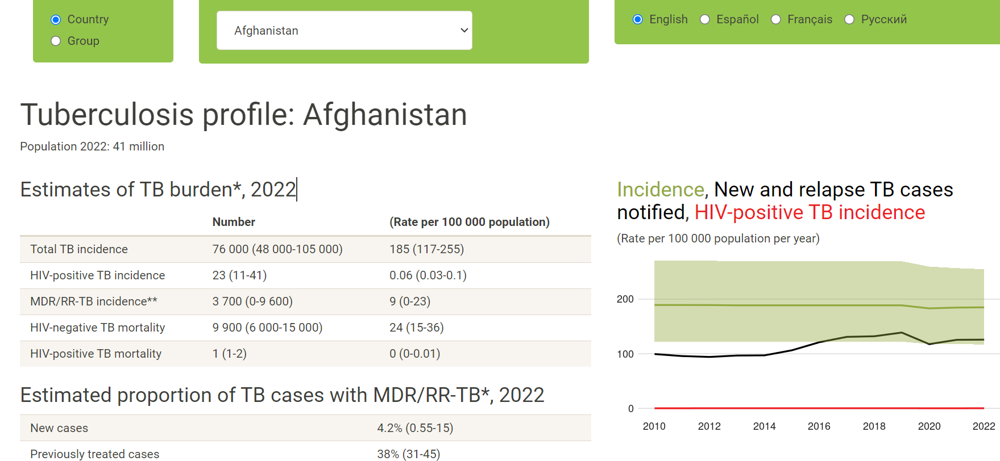 Country
Group
Afghanistan
English Español Français Русский
Tuberculosis profile: Afghanistan
Population 2022: 41 million
Estimates of TB burden*, 2022
Number (Rate per 100 000 population)
Total TB incidence 76 000 (48 000-105 000) 185 (117-255)
HIV-positive TB incidence 23 (11-41) 0.06 (0.03-0.1)
MDR/RR-TB incidence** 3 700 (0-9 600) 9 (0-23)
HIV-negative TB mortality 9 900 (6 000-15 000) 24 (15-36)
HIV-positive TB mortality 1 (1-2) 0 (0-0.01)
Estimated proportion of TB cases with MDR/RR-TB*, 2022
New cases 4.2% (0.55-15)
Previously treated cases 38% (31-45)
Incidence, New and relapse TB cases
notified, HIV-positive TB incidence
(Rate per 100 000 population per year)
200
100
0
2010 2012 2014 2016 2018 2020 2022